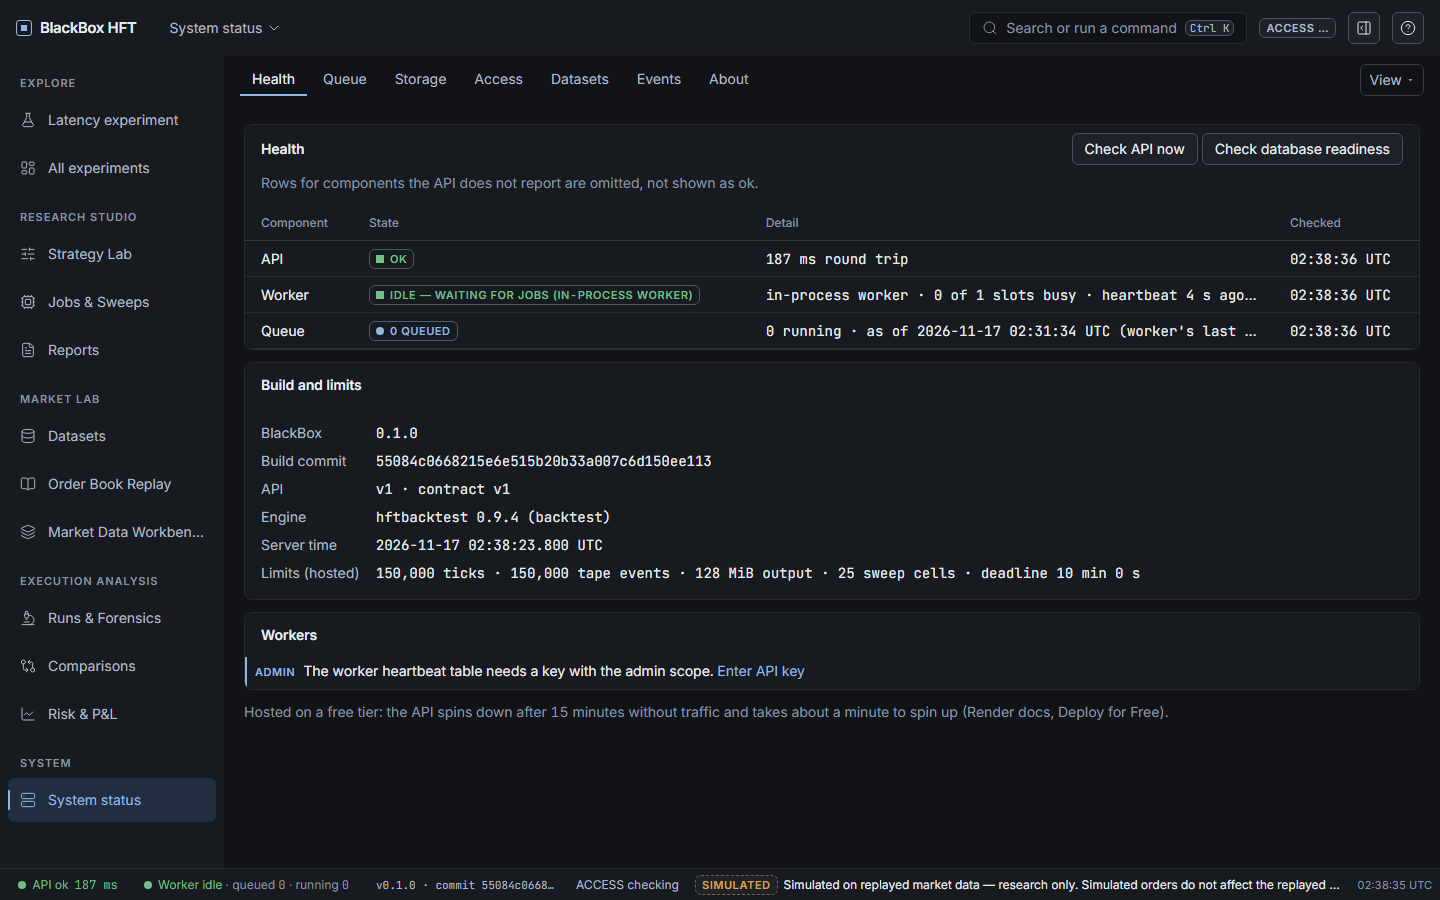 BlackBox HFT
System status
Search or run a command
Ctrl K
ACCESS ...
EXPLORE
Latency experiment
All experiments
RESEARCH STUDIO
Strategy Lab
Jobs & Sweeps
Reports
MARKET LAB
Datasets
Order Book Replay
Market Data Workben...
EXECUTION ANALYSIS
Runs & Forensics
Comparisons
Risk & P&L
SYSTEM
System status
Health Queue Storage Access Datasets Events About
View
Health
Check API now
Check database readiness
Rows for components the API does not report are omitted, not shown as ok.
Component State Detail Checked
API OK 187 ms round trip 02:38:36 UTC
Worker IDLE — WAITING FOR JOBS (IN-PROCESS WORKER) in-process worker · 0 of 1 slots busy · heartbeat 4 s ago... 02:38:36 UTC
Queue 0 QUEUED 0 running · as of 2026-11-17 02:31:34 UTC (worker's last ... 02:38:36 UTC
Build and limits
BlackBox 0.1.0
Build commit 55084c0668215e6e515b20b33a007c6d150ee113
API v1 · contract v1
Engine hftbacktest 0.9.4 (backtest)
Server time 2026-11-17 02:38:23.800 UTC
Limits (hosted) 150,000 ticks · 150,000 tape events · 128 MiB output · 25 sweep cells · deadline 10 min 0 s
Workers
ADMIN The worker heartbeat table needs a key with the admin scope. Enter API key
Hosted on a free tier: the API spins down after 15 minutes without traffic and takes about a minute to spin up (Render docs, Deploy for Free).
API ok 187 ms
Worker idle · queued 0 · running 0
v0.1.0 · commit 55084c0668…
ACCESS checking
SIMULATED
Simulated on replayed market data — research only. Simulated orders do not affect the replayed ...
02:38:35 UTC